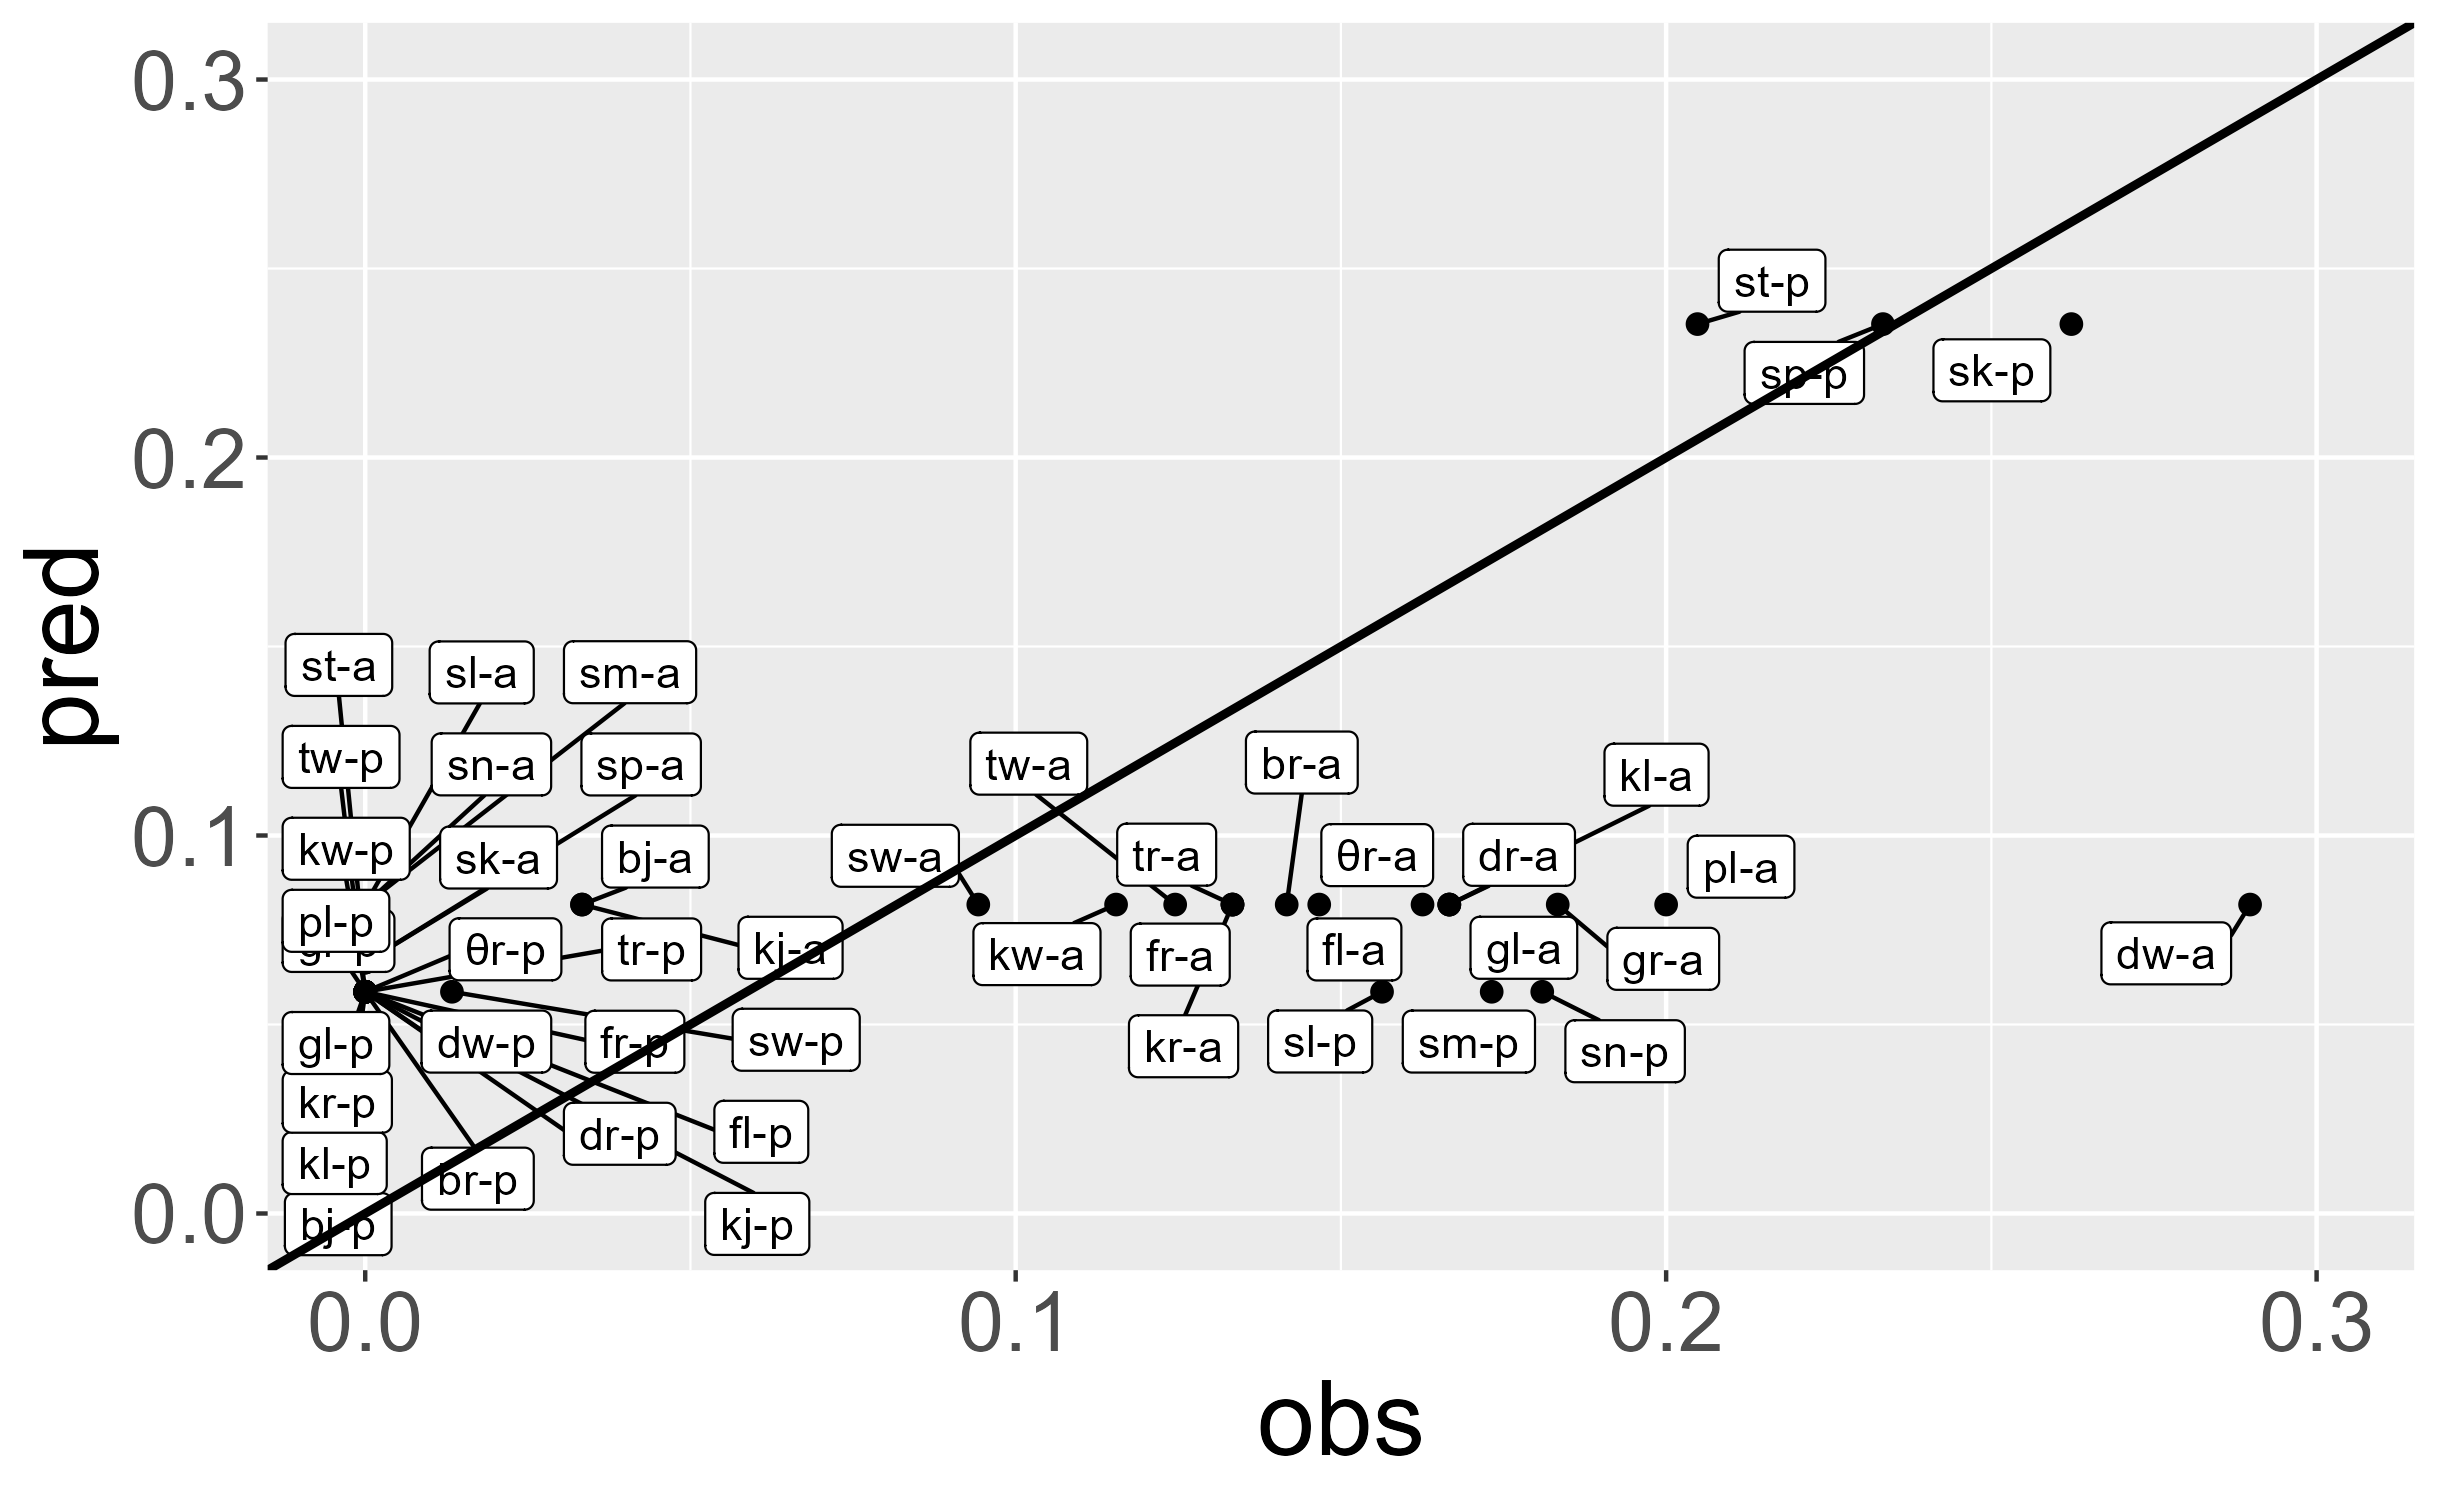 0.3
st-p
sp-p
sk-p
0.2
pred
st-a
sl-a
sm-a
tw-p
sn-a
sp-a
tw-a
br-a
kl-a
0.1
kw-p
sk-a
bj-a
sw-a
tr-a
θr-a
dr-a
pl-a
pl-p
θr-p
tr-p
kj-a
kw-a
fr-a
fl-a
gl-a
gr-a
dw-a
gl-p
dw-p
fr-p
sw-p
kr-a
sl-p
sm-p
sn-p
kr-p
dr-p
fl-p
kl-p
br-p
0.0
bj-p
kj-p
0.0
0.1
0.2
0.3
obs